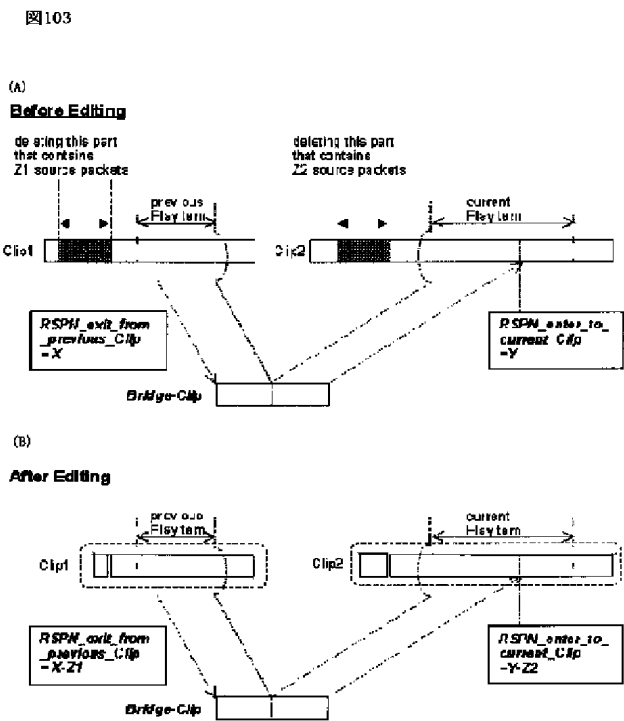 図103
(A)
Before Editing
deleting this part
that contains
Z1 source packets
deleting this part
that contains
Z2 source packets
previous
PlayItem
current
PlayItem
Clip1
Clip2
RSPN_exit_from
_previous_Clip
=X
RSPN_enter_to_
current_Clip
=Y
Bridge-Clip
(B)
After Editing
previous
PlayItem
current
PlayItem
Clip1
Clip2
RSPN_exit_from
_previous_Clip
=X-Z1
RSPN_enter_to_
current_Clip
=Y-Z2
Bridge-Clip